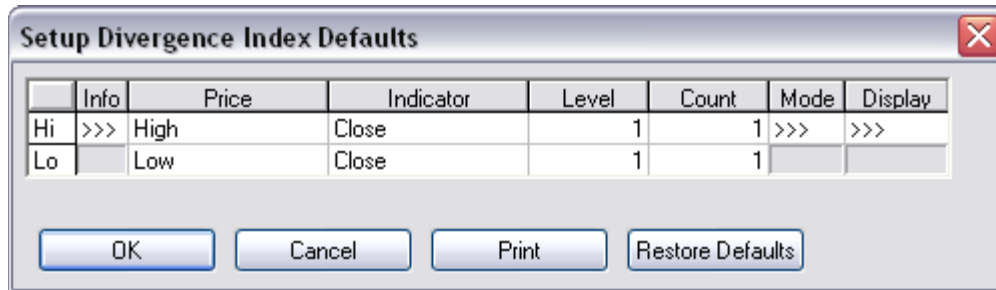 Setup Divergence Index Defaults
Info Price Indicator Level Count Mode Display
Hi >>> High Close 1 1 >>> >>>
Lo Low Close 1 1
OK Cancel Print Restore Defaults